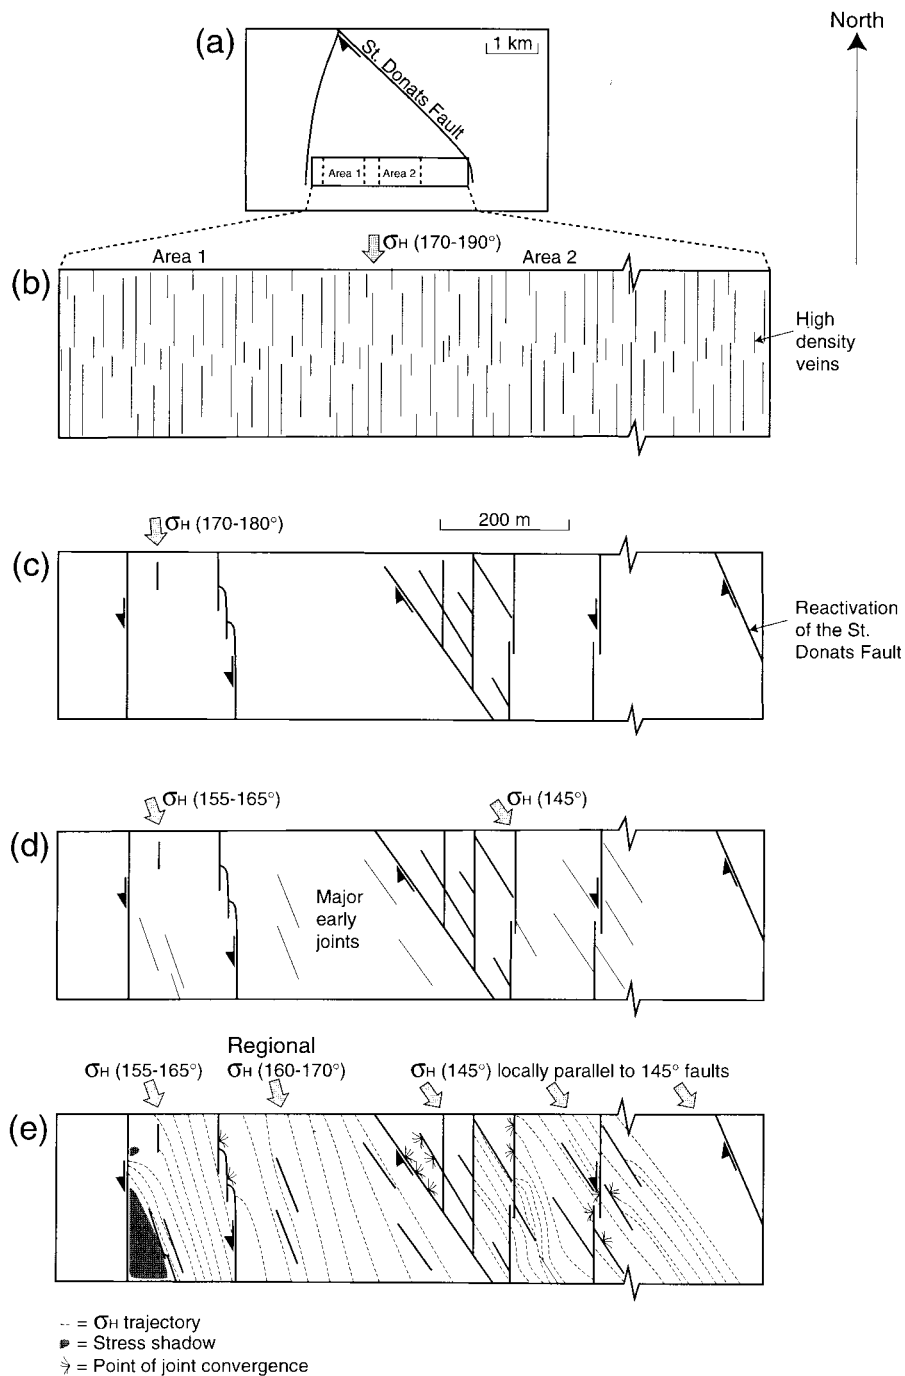 (a)
St. Donats Fault
1 km
North
Area 1
Area 2
σH (170-190°)
Area 1
Area 2
(b)
High
density
veins
σH (170-180°)
200 m
(c)
Reactivation
of the St.
Donats Fault
σH (155-165°)
σH (145°)
(d)
Major
early
joints
Regional
σH (155-165°)
σH (160-170°)
σH (145°) locally parallel to 145° faults
(e)
= σH trajectory
= Stress shadow
= Point of joint convergence